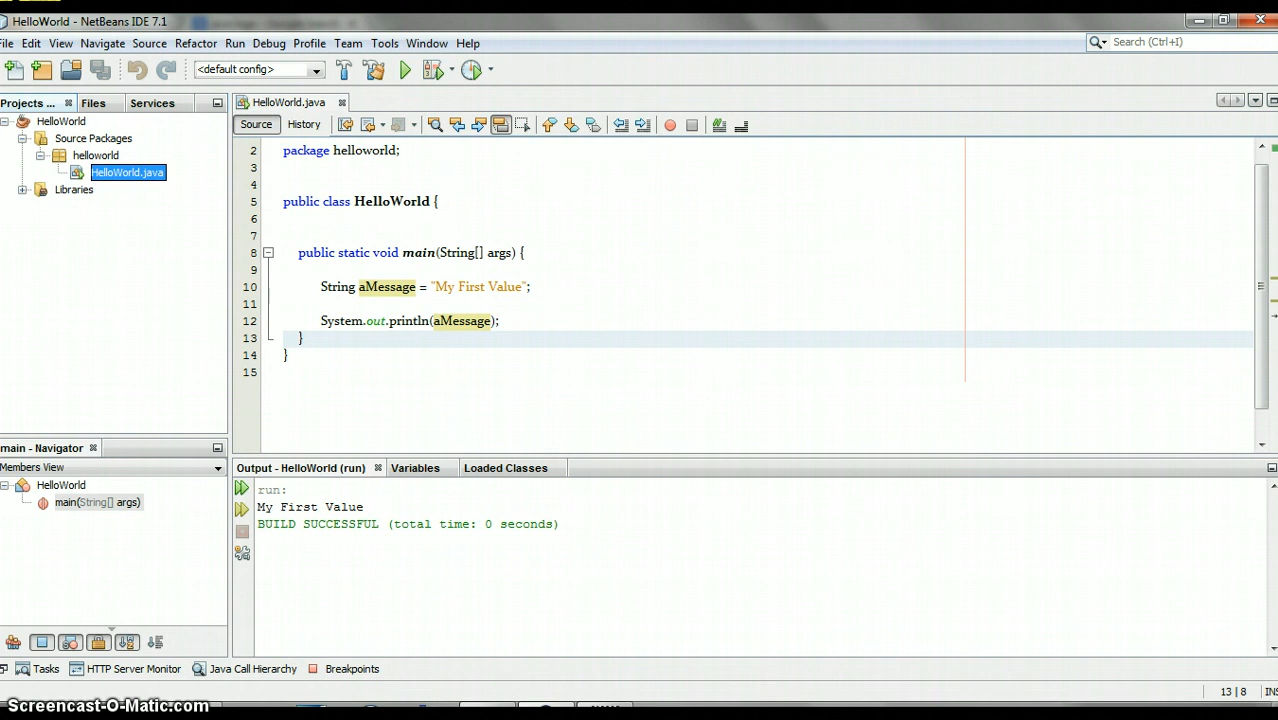 HelloWorld - NetBeans IDE 7.1
File Edit View Navigate Source Refactor Run Debug Profile Team Tools Window Help
Search (Ctrl+I)
<default config>
Projects ... Files Services
HelloWorld
Source Packages
helloworld
HelloWorld.java
Libraries
HelloWorld.java
Source History
2 package helloworld;
3
4
5 public class HelloWorld {
6
7
8 public static void main(String[] args) {
9
10 String aMessage = "My First Value";
11
12 System.out.println(aMessage);
13 }
14 }
15
main - Navigator
Members View
HelloWorld
main(String[] args)
Output - HelloWorld (run) Variables Loaded Classes
run:
My First Value
BUILD SUCCESSFUL (total time: 0 seconds)
Tasks HTTP Server Monitor Java Call Hierarchy Breakpoints
13 | 8 INS
Screencast-O-Matic.com